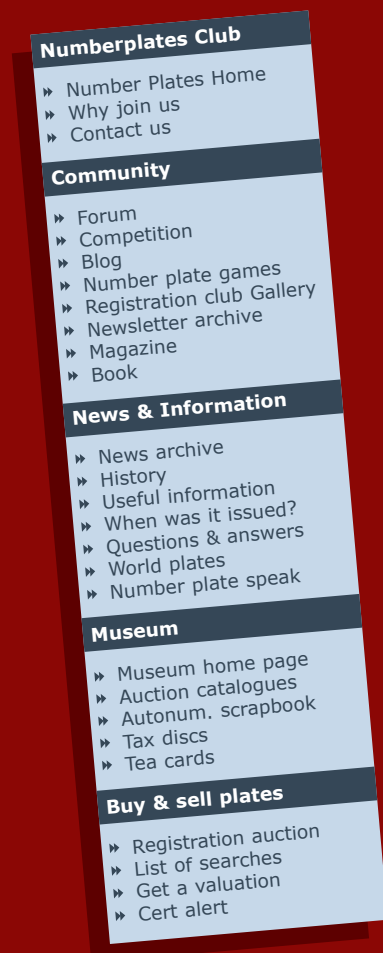 Numberplates Club
Number Plates Home
Why join us
Contact us
Community
Forum
Competition
Blog
Number plate games
Registration club Gallery
Newsletter archive
Magazine
Book
News & Information
News archive
History
Useful information
When was it issued?
Questions & answers
World plates
Number plate speak
Museum
Museum home page
Auction catalogues
Autonum. scrapbook
Tax discs
Tea cards
Buy & sell plates
Registration auction
List of searches
Get a valuation
Cert alert